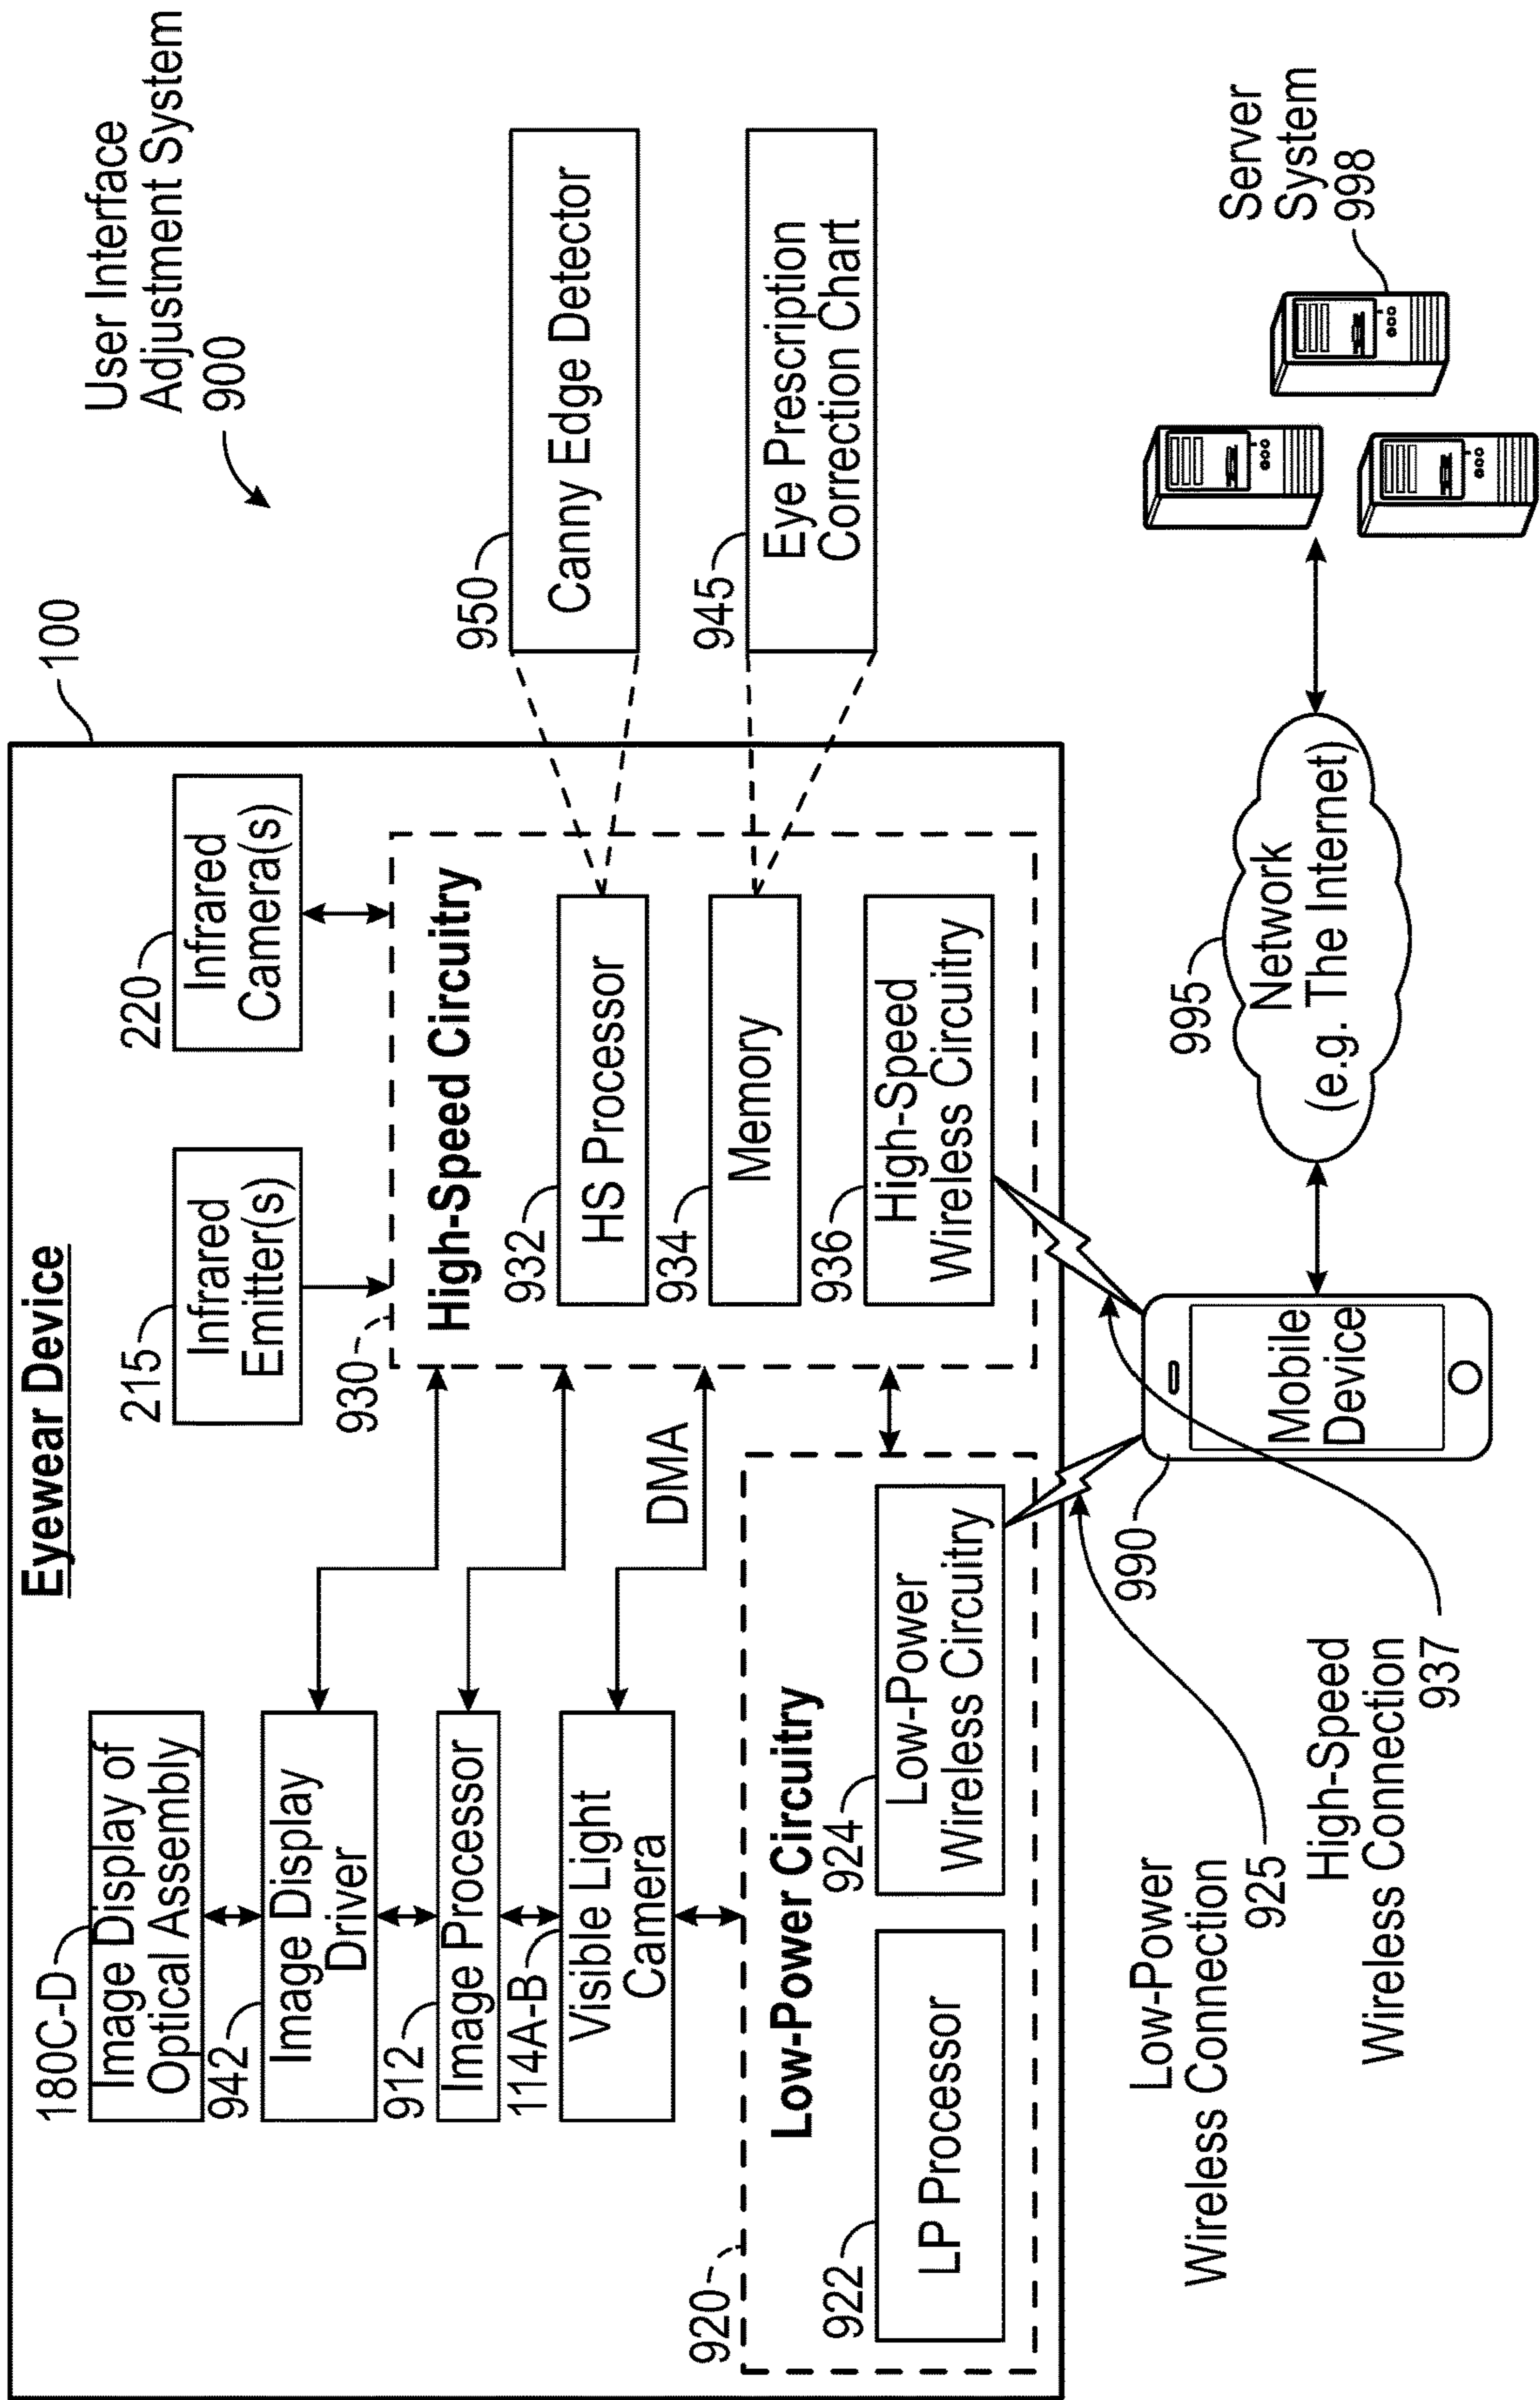 User Interface
Adjustment System
900
Eyewear Device
100
180C-D
Image Display of
Optical Assembly
942
Image Display
Driver
912
Image Processor
114A-B
Visible Light
Camera
215
Infrared
Emitter(s)
220
Infrared
Camera(s)
930
High-Speed Circuitry
932
HS Processor
934
Memory
936
High-Speed
Wireless Circuitry
DMA
950
Canny Edge Detector
945
Eye Prescription
Correction Chart
920
Low-Power Circuitry
922
LP Processor
924
Low-Power
Wireless Circuitry
Low-Power
Wireless Connection
925
High-Speed
Wireless Connection
937
990
Mobile
Device
995
Network
(e.g. The Internet)
Server
System
998